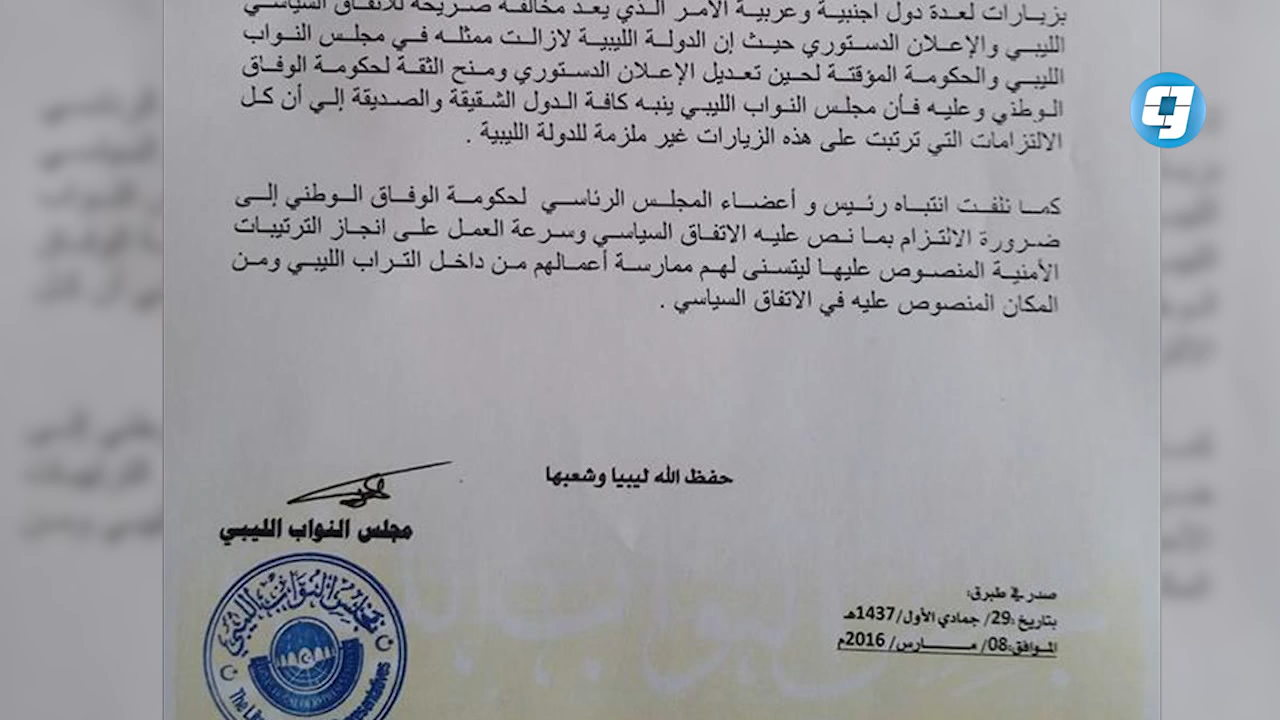 بزيارات لعدة دول اجنبية وعربية الأمر الذي يعد مخالفة صريحة للاتفاق السياسي
الليبي والإعلان الدستوري حيث إن الدولة الليبية لازالت ممثله في مجلس النواب
الليبي والحكومة المؤقتة لحين تعديل الإعلان الدستوري ومنح الثقة لحكومة الوفاق
الوطني وعليه فأن مجلس النواب الليبي ينبه كافة الدول الشقيقة والصديقة إلي أن كل
الالتزامات التي ترتبت على هذه الزيارات غير ملزمة للدولة الليبية .
كما نلفت انتباه رئيس و أعضاء المجلس الرئاسي لحكومة الوفاق الوطني إلى
ضرورة الالتزام بما نص عليه الاتفاق السياسي وسرعة العمل على انجاز الترتيبات
الأمنية المنصوص عليها ليتسنى لهم ممارسة أعمالهم من داخل التراب الليبي ومن
المكان المنصوص عليه في الاتفاق السياسي .
حفظ الله ليبيا وشعبها
مجلس النواب الليبي
مجلس النواب الليبي
صدر في طبرق:
بتاريخ :29/ جمادي الأول/1437هـ
الموافق:08/ مارس/ 2016م